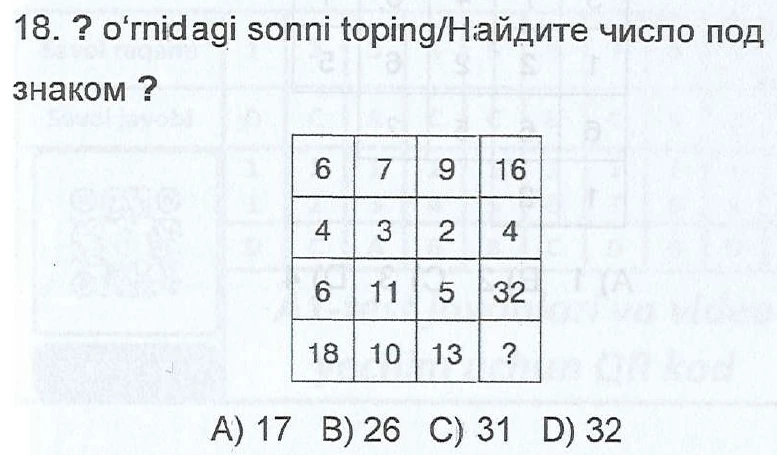 18. ? o‘rnidagi sonni toping/Найдите число под
знаком ?
6 7 9 16
4 3 2 4
6 11 5 32
18 10 13 ?
A) 17 B) 26 C) 31 D) 32